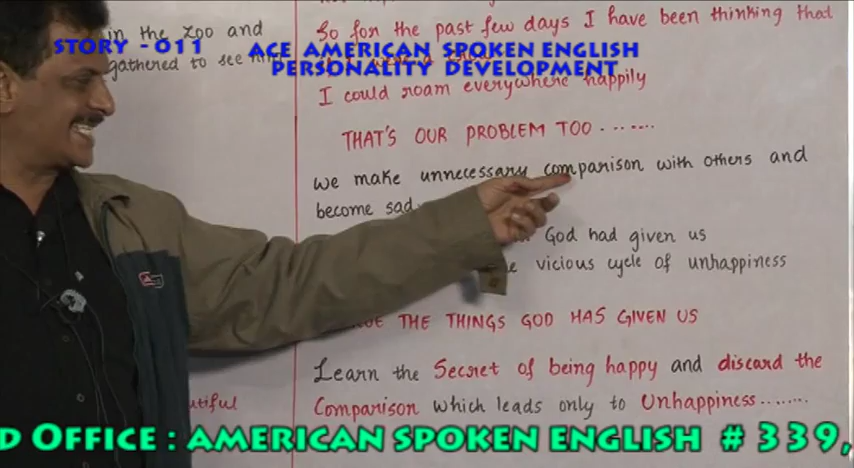 in the zoo and
gathered to see him
utiful
STORY - 011
ACE AMERICAN SPOKEN ENGLISH
PERSONALITY DEVELOPMENT
So fon the past few days I have been thinking that
I could roam everywhere happily
THAT'S OUR PROBLEM TOO.......
We make unnecessary comparison with others and
become sad.
God had given us
vicious cycle of unhappiness
THE THINGS GOD HAS GIVEN US
Learn the Secret of being happy and discard the
Comparison which leads only to Unhappiness........
D OFFICE : AMERICAN SPOKEN ENGLISH # 339,